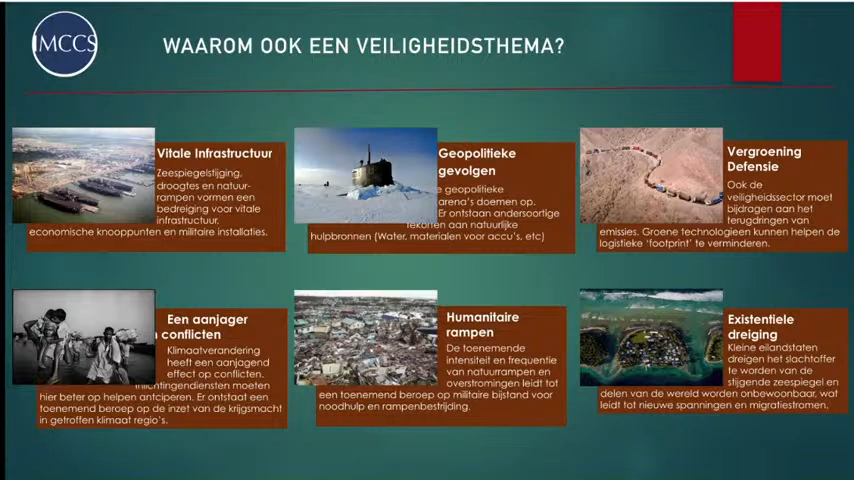 IMCCS
WAAROM OOK EEN VEILIGHEIDSTHEMA?
Vitale Infrastructuur
Zeespiegelstijging,
droogtes en natuur-
rampen vormen een
bedreiging voor vitale
infrastructuur,
economische knooppunten en militaire installaties.
Geopolitieke
gevolgen
e geopolitieke
arena's doemen op.
Er ontstaan andersoortige
tekorten aan natuurlijke
hulpbronnen (Water, materialen voor accu's, etc)
Vergroening
Defensie
Ook de
veiligheidssector moet
bijdragen aan het
terugdringen van
emissies. Groene technologieen kunnen helpen de
logistieke 'footprint' te verminderen.
Een aanjager
conflicten
Klimaatverandering
heeft een aanjagend
effect op conflicten.
Inlichtingendiensten moeten
hier beter op helpen antciperen. Er ontstaat een
toenemend beroep op de inzet van de krijgsmacht
in getroffen klimaat regio's.
Humanitaire
rampen
De toenemende
intensiteit en frequentie
van natuurrampen en
overstromingen leidt tot
een toenemend beroep op militaire bijstand voor
noodhulp en rampenbestrijding.
Existentiele
dreiging
Kleine eilandstaten
dreigen het slachtoffer
te worden van de
stijgende zeespiegel en
delen van de wereld worden onbewoonbaar, wat
leidt tot nieuwe spanningen en migratiestromen.